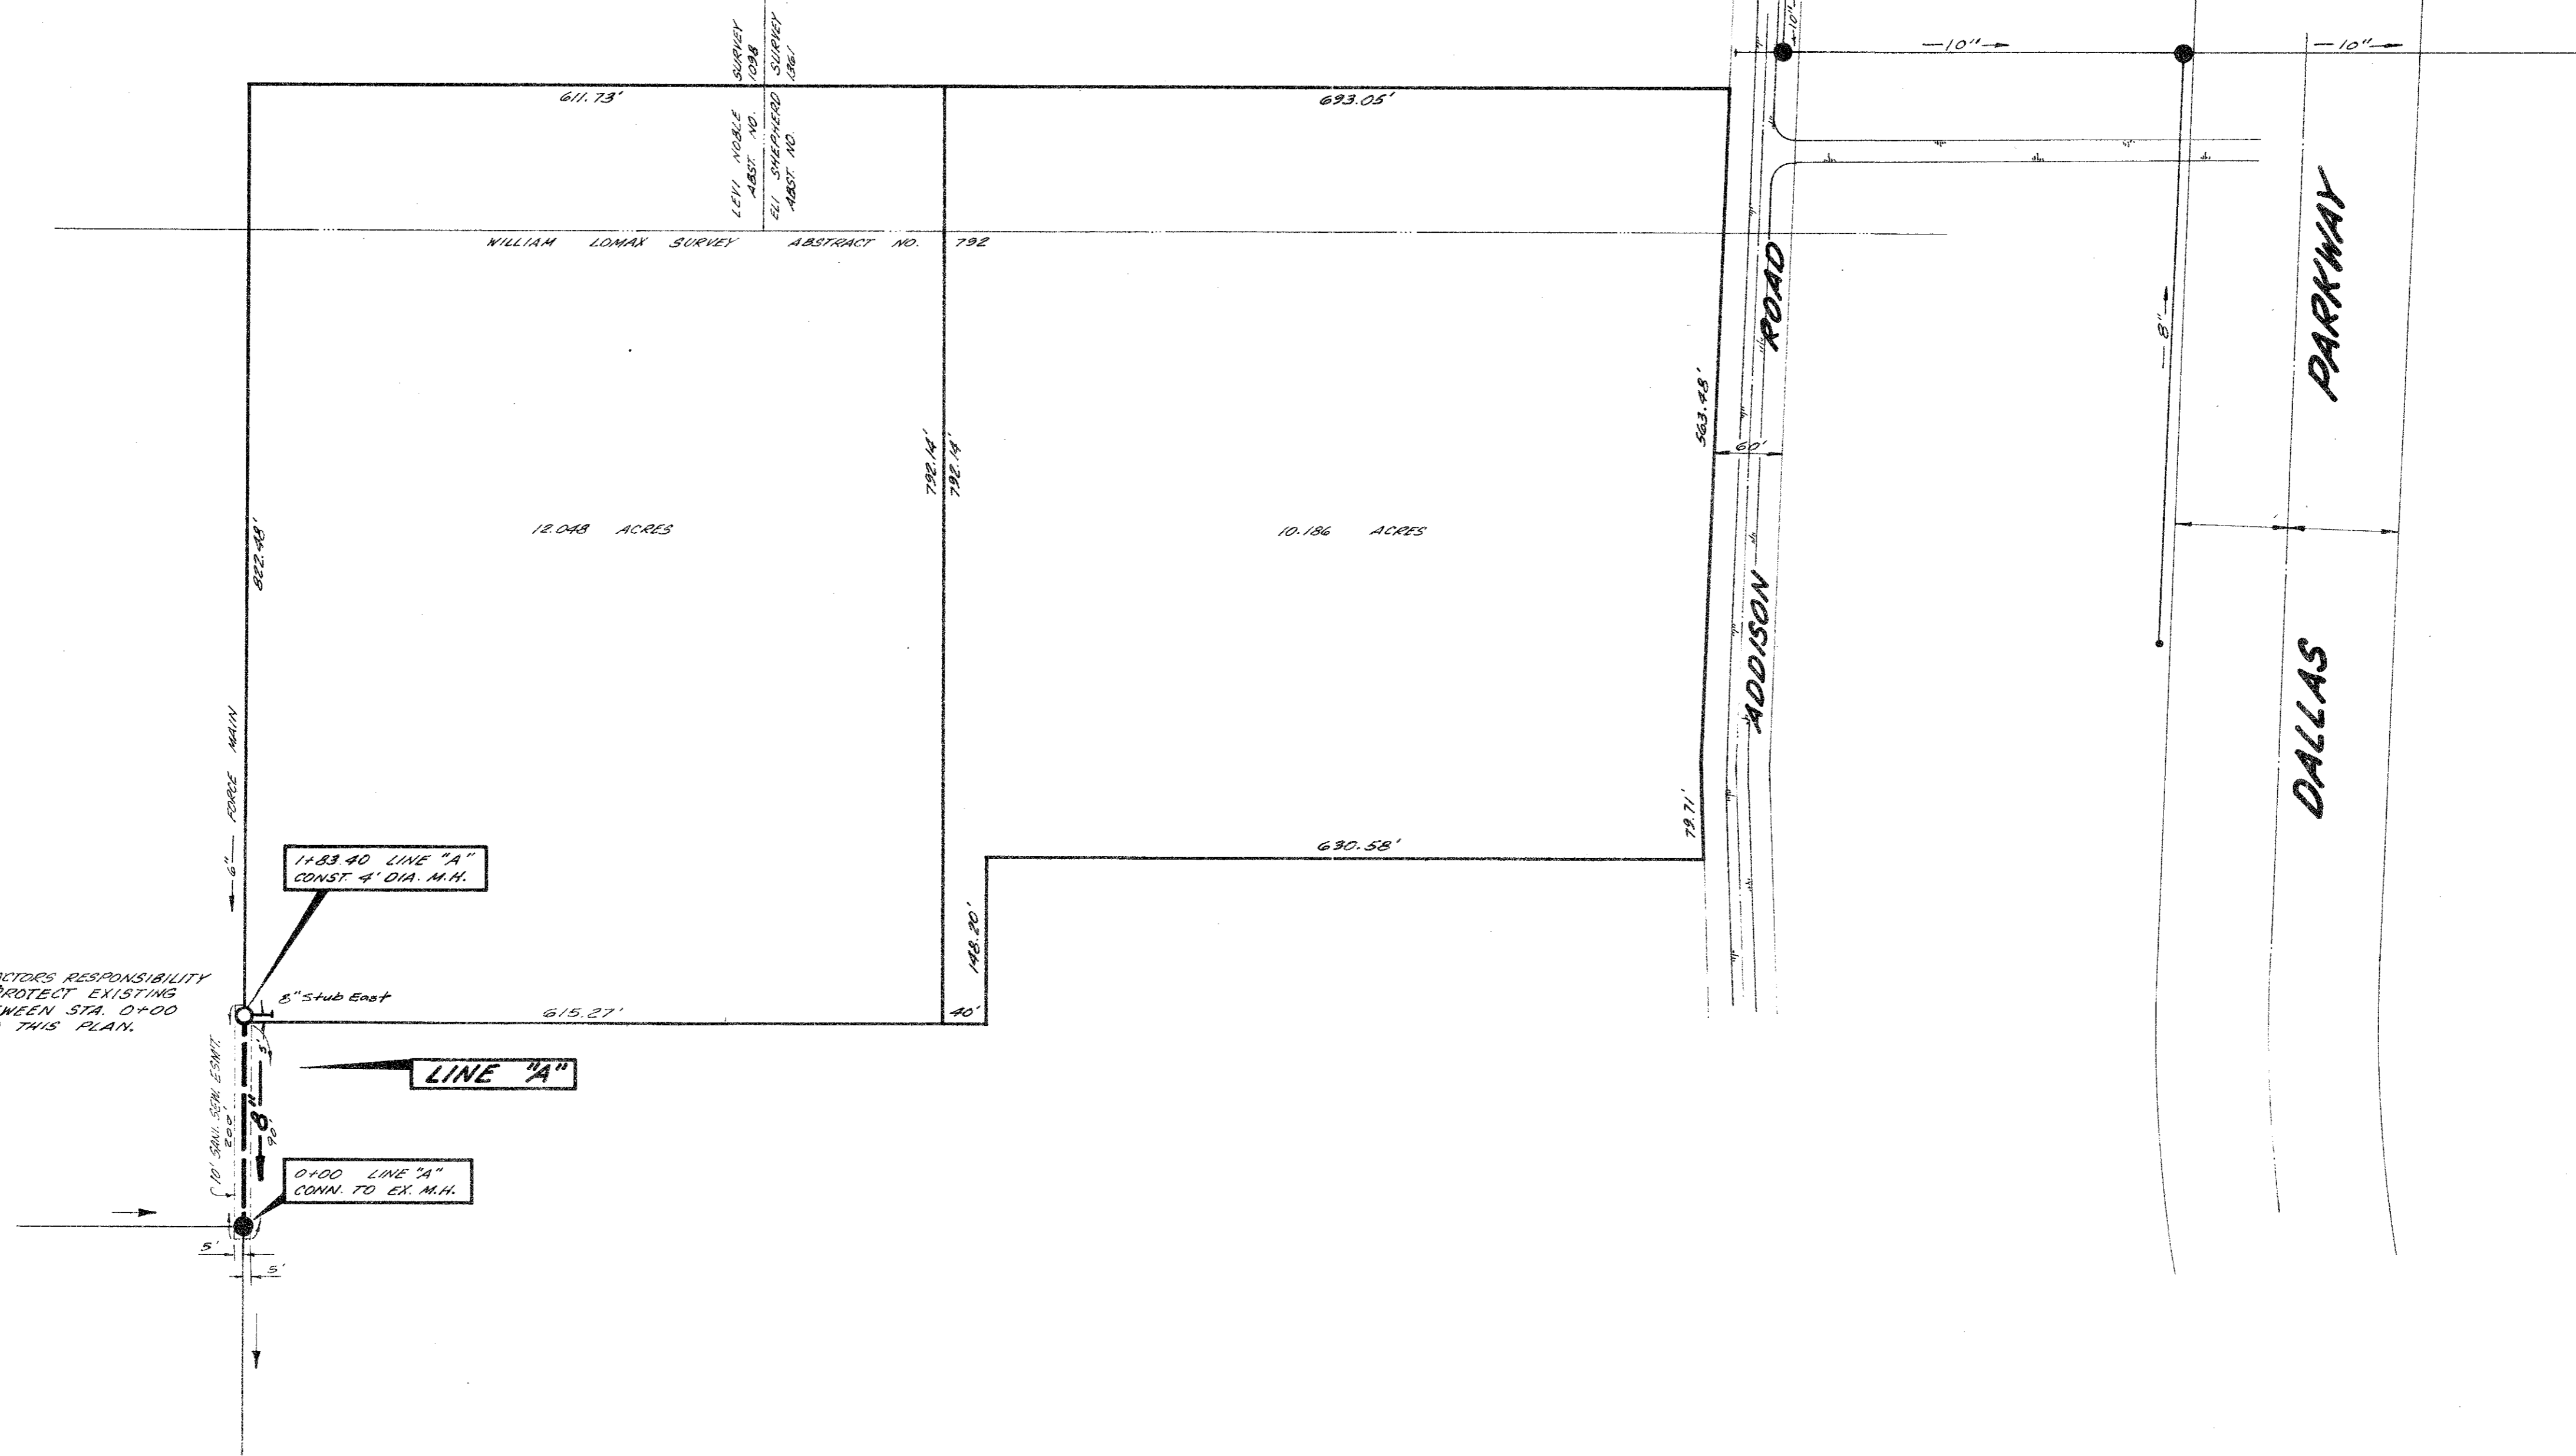 LEVI NOBLE SURVEY
ABST. NO. 1098
ELI SHEPHERD SURVEY
ABST. NO. 1361
10"
10"
10"
611.73'
693.05'
WILLIAM LOMAX SURVEY ABSTRACT NO. 792
ADDISON ROAD
DALLAS PARKWAY
8"
563.48'
60'
792.14'
792.14'
822.48'
12.048 ACRES
10.186 ACRES
79.71'
630.58'
6" FORCE MAIN
1+83.40 LINE "A"
CONST. 4' DIA. M.H.
148.20'
CTORS RESPONSIBILITY
PROTECT EXISTING
WEEN STA. 0+00
THIS PLAN.
8" Stub East
615.27'
40'
5'
LINE "A"
10' SANI. SEW. ESMT.
200'
8"
90'
0+00 LINE "A"
CONN. TO EX. M.H.
5'
5'